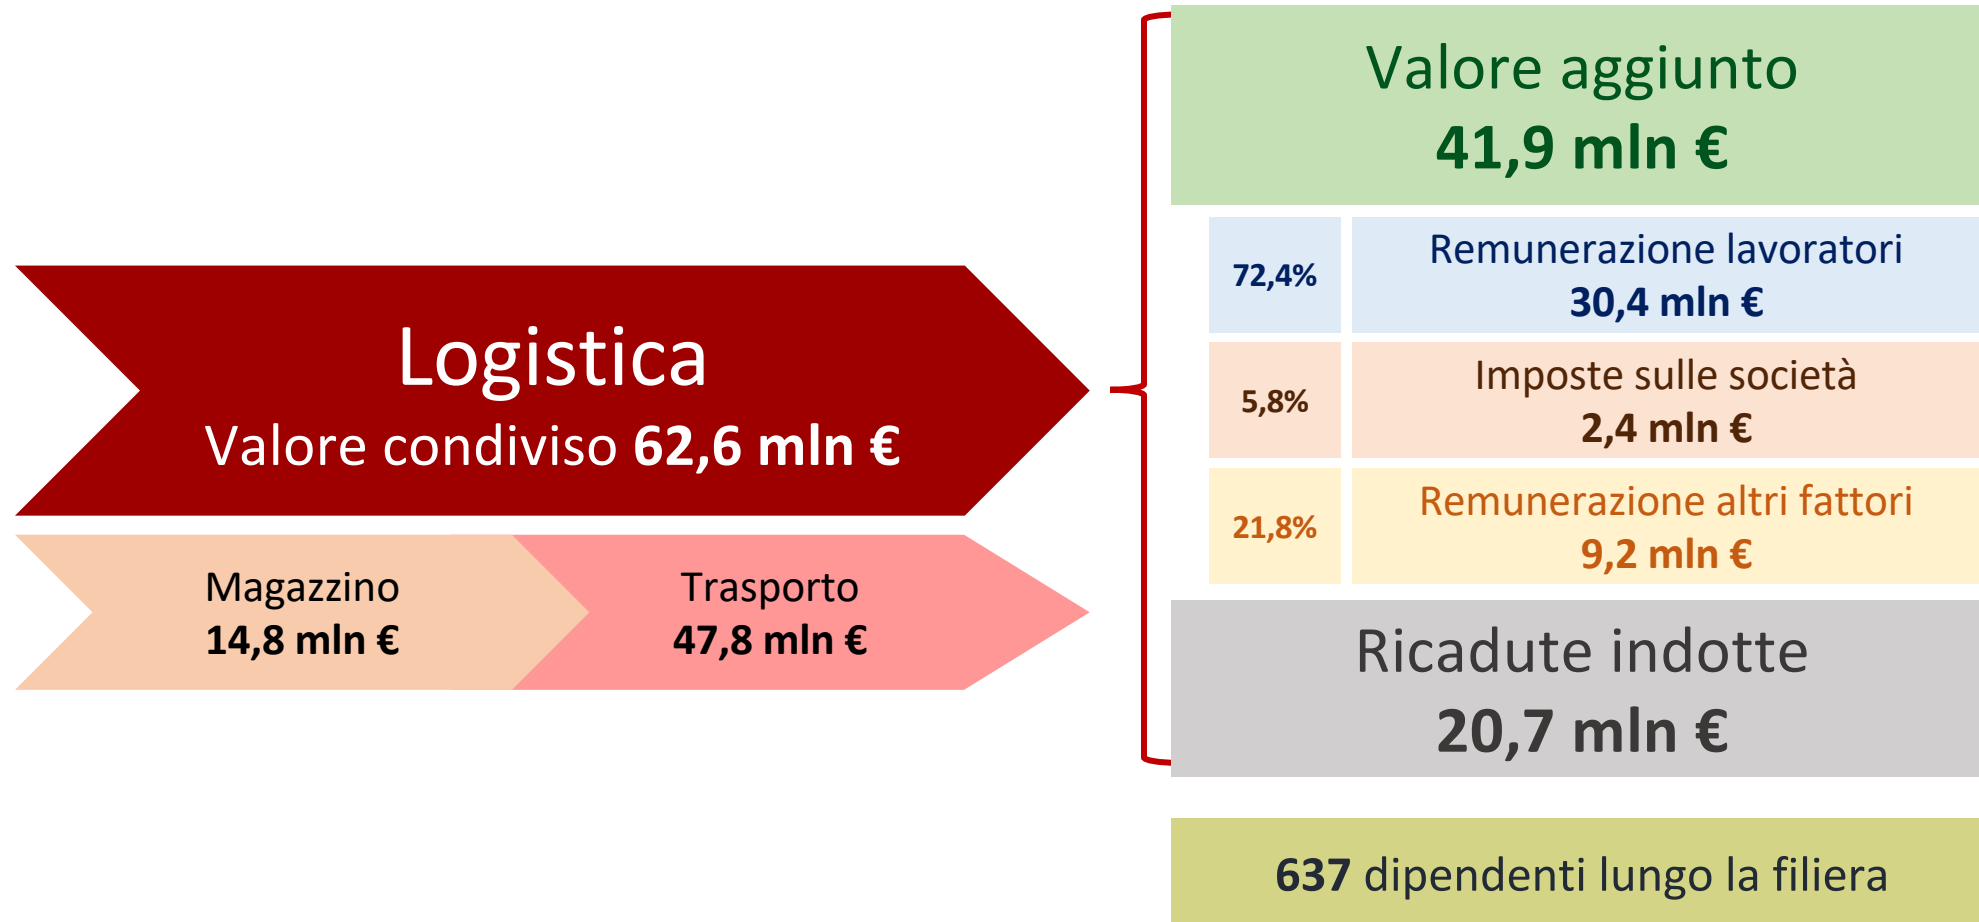 Logistica
Valore condiviso 62,6 mln €
Magazzino
14,8 mln €
Trasporto
47,8 mln €
Valore aggiunto
41,9 mln €
72,4%
Remunerazione lavoratori
30,4 mln €
5,8%
Imposte sulle società
2,4 mln €
21,8%
Remunerazione altri fattori
9,2 mln €
Ricadute indotte
20,7 mln €
637 dipendenti lungo la filiera